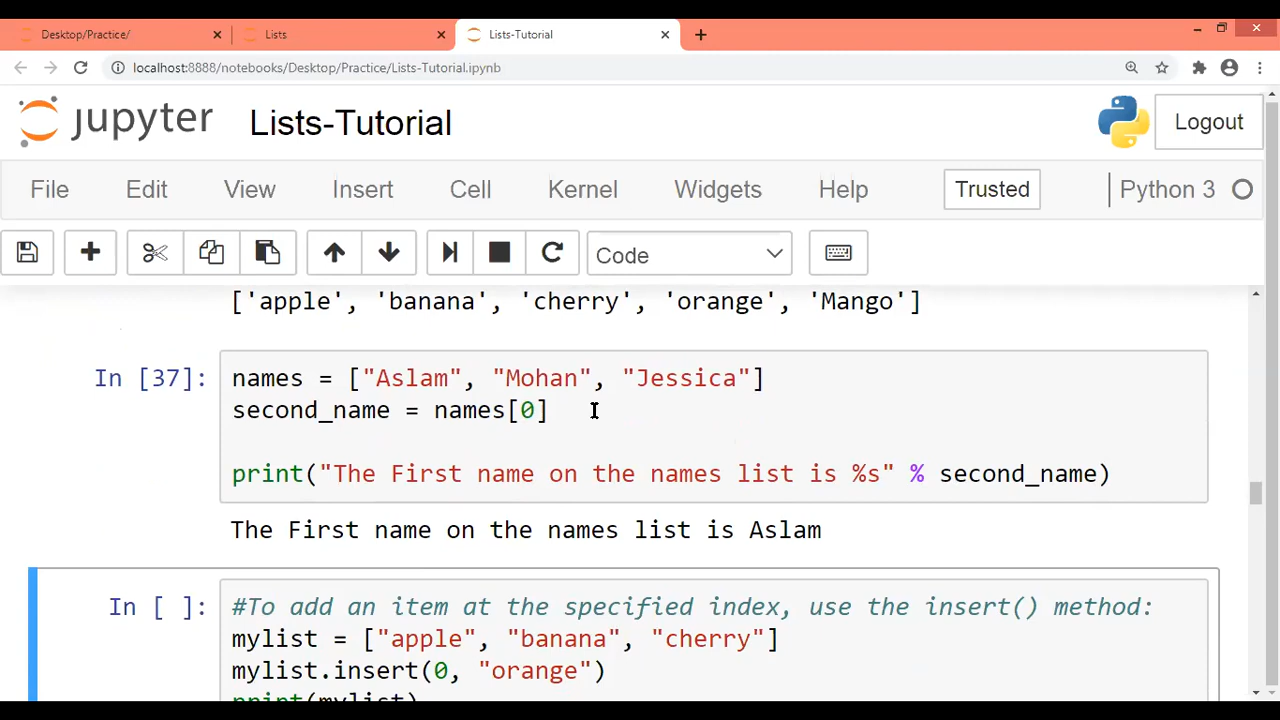 Desktop/Practice/
Lists
Lists-Tutorial
localhost:8888/notebooks/Desktop/Practice/Lists-Tutorial.ipynb
jupyter Lists-Tutorial Logout
File Edit View Insert Cell Kernel Widgets Help Trusted Python 3
Code
['apple', 'banana', 'cherry', 'orange', 'Mango']
In [37]: names = ["Aslam", "Mohan", "Jessica"]
second_name = names[0]
print("The First name on the names list is %s" % second_name)
The First name on the names list is Aslam
In [ ]: #To add an item at the specified index, use the insert() method:
mylist = ["apple", "banana", "cherry"]
mylist.insert(0, "orange")
print(mylist)